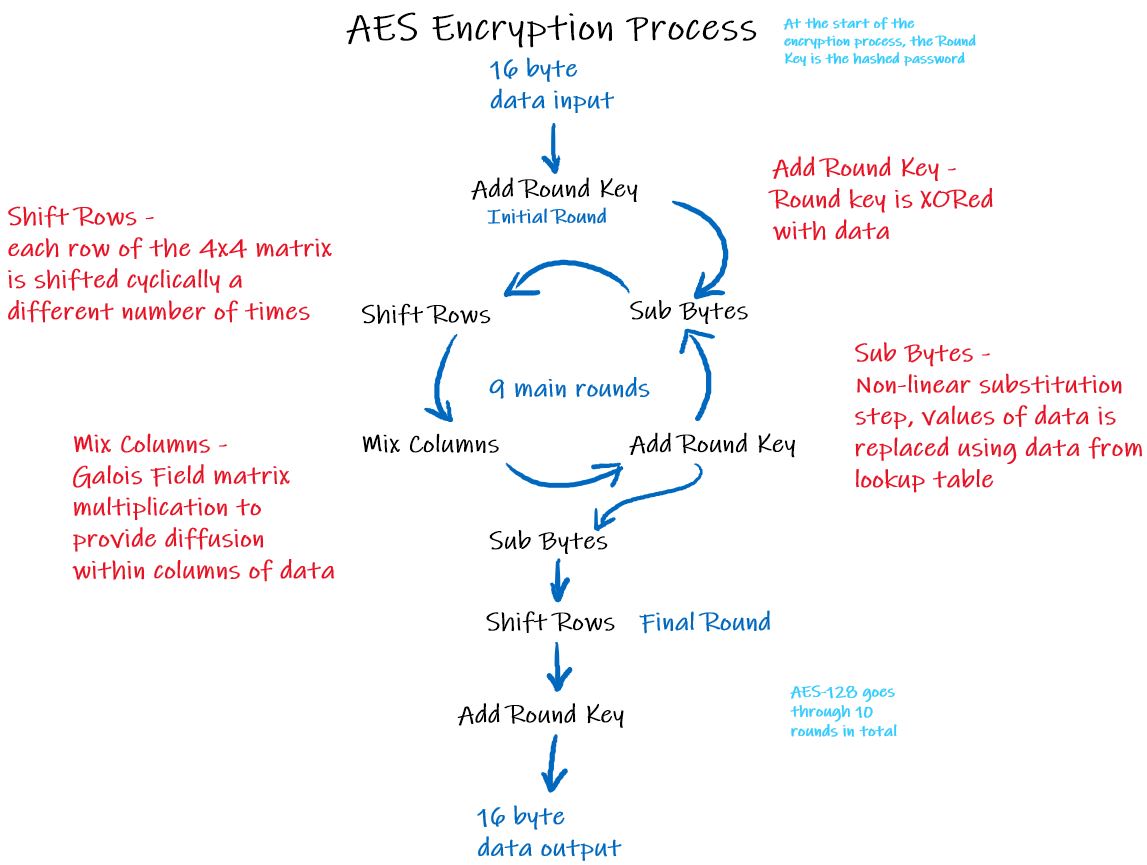 AES Encryption Process
At the start of the
encryption process, the Round
Key is the hashed password
16 byte
data input
Add Round Key
Initial Round
Add Round Key -
Round key is XORed
with data
Shift Rows -
each row of the 4x4 matrix
is shifted cyclically a
different number of times
Shift Rows
Sub Bytes
9 main rounds
Sub Bytes -
Non-linear substitution
step, values of data is
replaced using data from
lookup table
Mix Columns
Add Round Key
Mix Columns -
Galois Field matrix
multiplication to
provide diffusion
within columns of data
Sub Bytes
Shift Rows
Final Round
Add Round Key
AES-128 goes
through 10
rounds in total
16 byte
data output